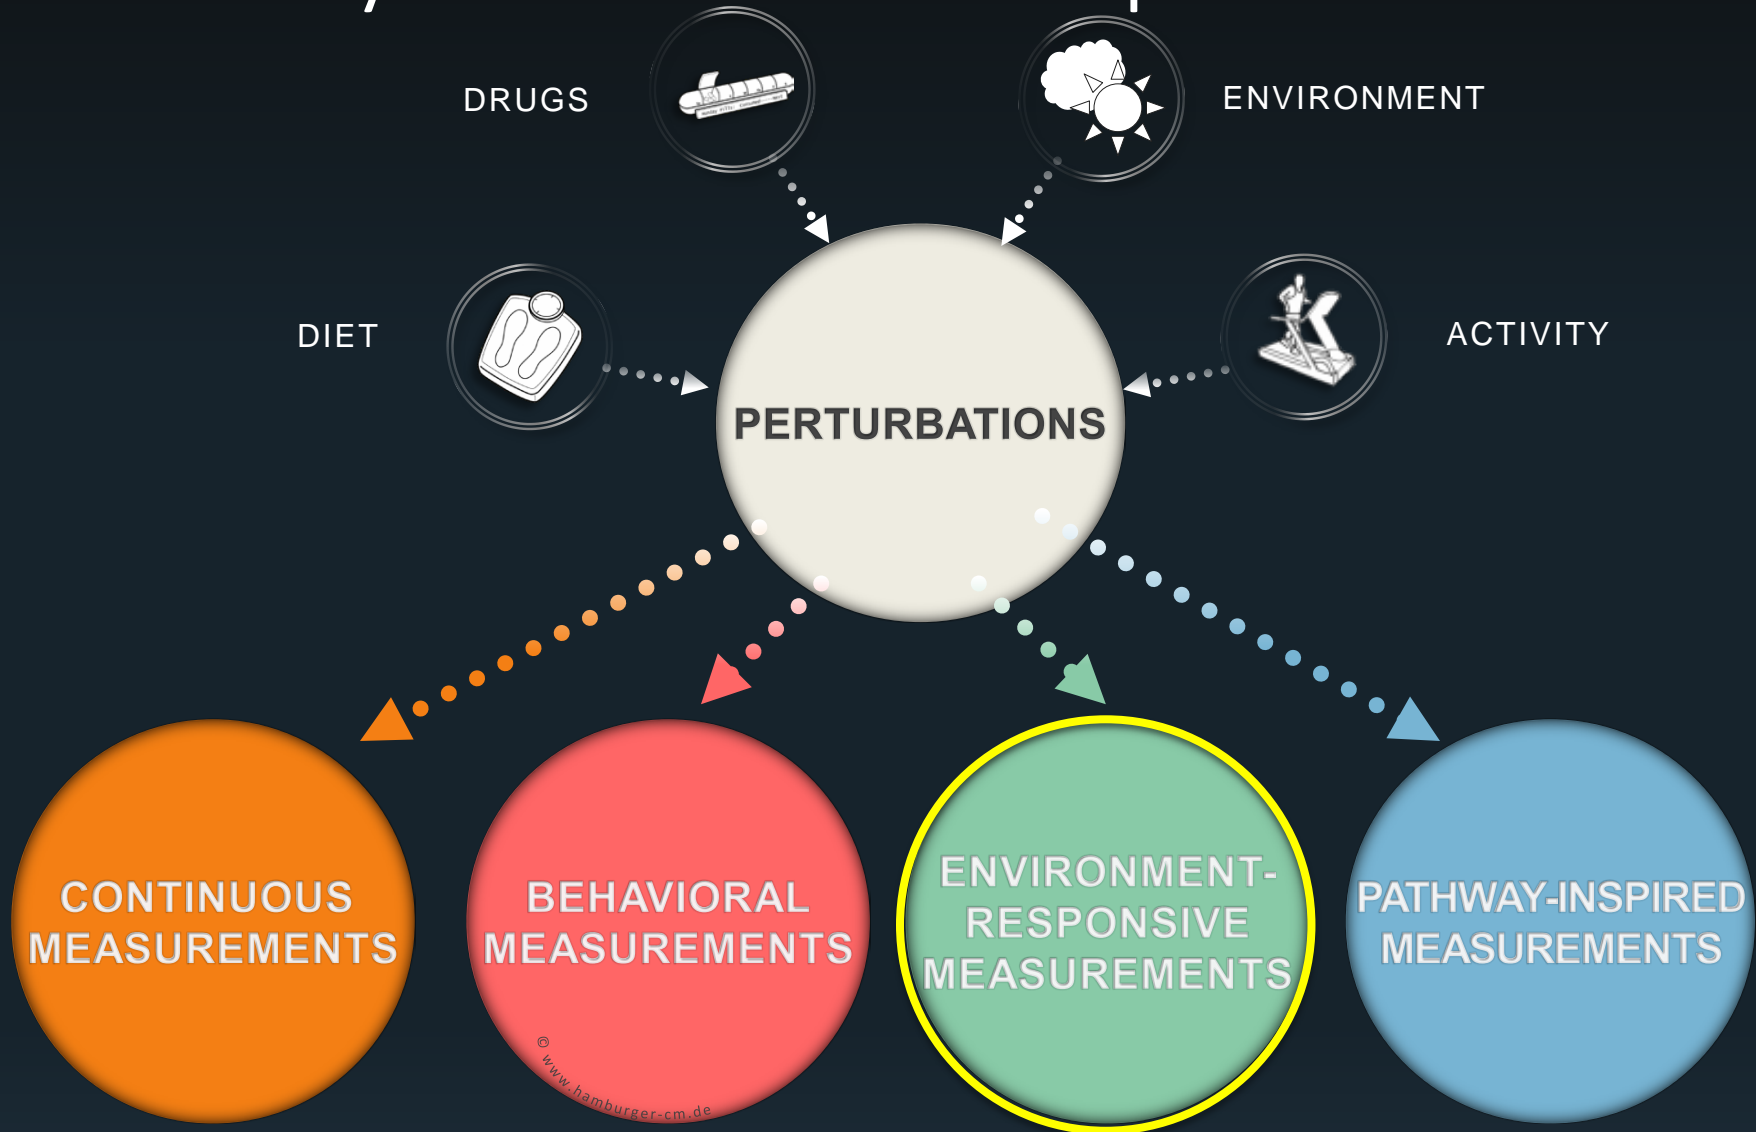 DRUGS
ENVIRONMENT
DIET
ACTIVITY
PERTURBATIONS
CONTINUOUS
MEASUREMENTS
BEHAVIORAL
MEASUREMENTS
ENVIRONMENT-
RESPONSIVE
MEASUREMENTS
PATHWAY-INSPIRED
MEASUREMENTS
© www.hamburger-cm.de